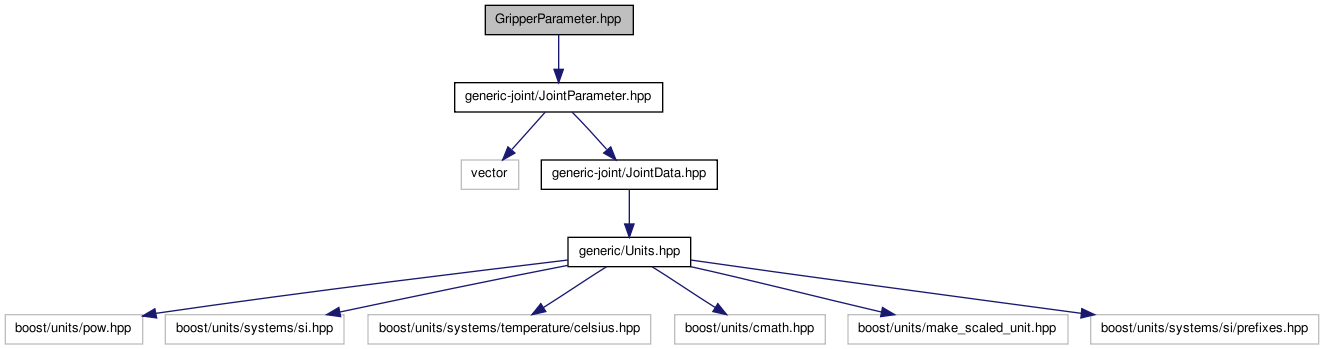 GripperParameter.hpp
generic-joint/JointParameter.hpp
vector
generic-joint/JointData.hpp
generic/Units.hpp
boost/units/pow.hpp
boost/units/systems/si.hpp
boost/units/systems/temperature/celsius.hpp
boost/units/cmath.hpp
boost/units/make_scaled_unit.hpp
boost/units/systems/si/prefixes.hpp